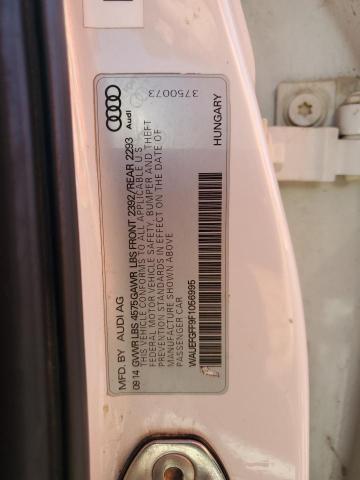 Audi
MFD. BY AUDI AG
09 14 GVWR LBS 4575 GAWR LBS FRONT 2392/REAR 2293
THIS VEHICLE CONFORMS TO ALL APPLICABLE U.S.
FEDERAL MOTOR VEHICLE SAFETY, BUMPER AND THEFT
PREVENTION STANDARDS IN EFFECT ON THE DATE OF
MANUFACTURE SHOWN ABOVE
PASSENGER CAR
WAUEFGFF9F1056995
HUNGARY
3750073